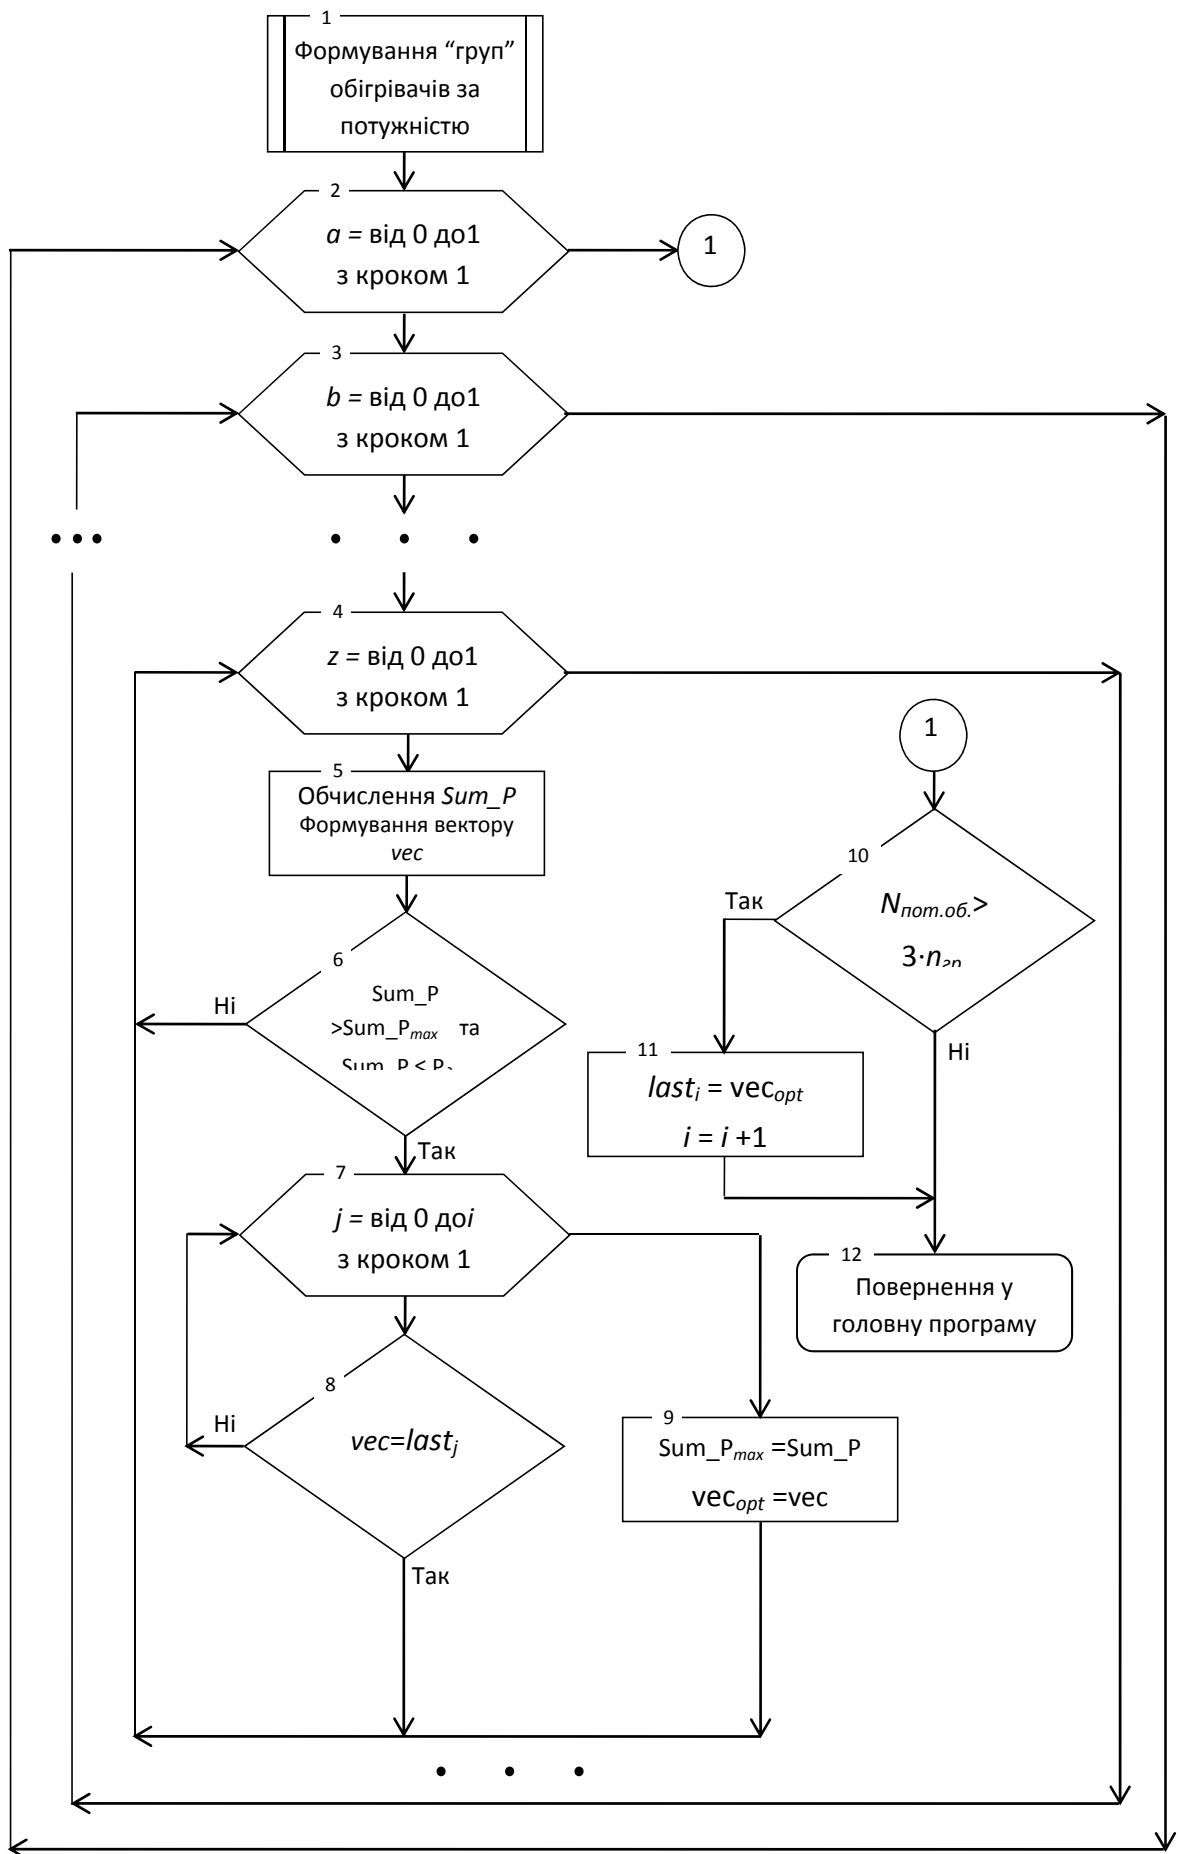 1
Формування “груп”
обігрівачів за
потужністю
2
a = від 0 до1
з кроком 1
1
3
b = від 0 до1
з кроком 1
4
z = від 0 до1
з кроком 1
5
Обчислення Sum_P
Формування вектору
vec
6
Sum_P
>Sum_Pmax та
Sum_P < P
Ні
Так
7
j = від 0 доi
з кроком 1
8
vec=lastj
Ні
Так
9
Sum_Pmax =Sum_P
vecopt =vec
1
10
Nпот.об.>
3·nгр
Так
Ні
11
lasti = vecopt
i = i +1
12
Повернення у
головну програму